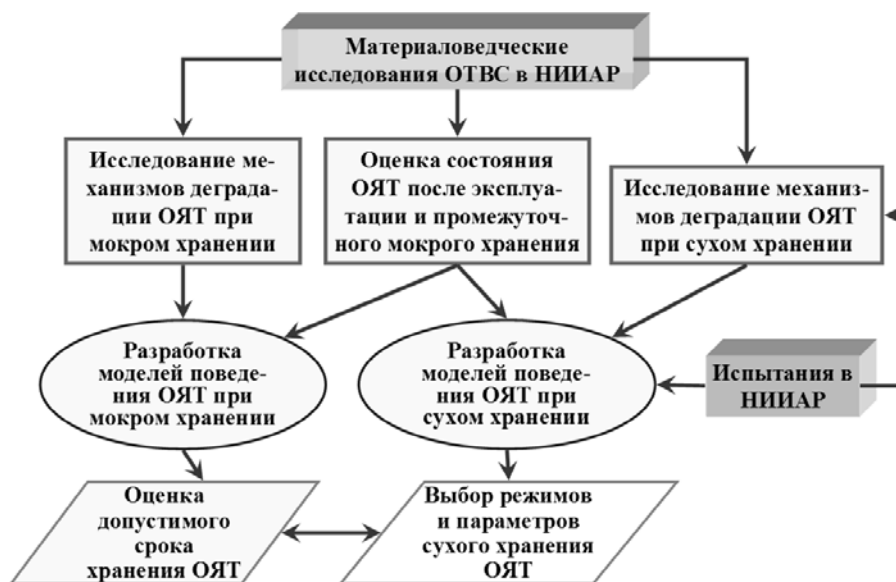 Материаловедческие
исследования ОТВС в НИИАР
Исследование ме-
ханизмов деграда-
ции ОЯТ при
мокром хранении
Оценка состояния
ОЯТ после эксплуа-
тации и промежуточ-
ного мокрого хранения
Исследование механиз-
мов деградации ОЯТ
при сухом хранении
Разработка
моделей поведе-
ния ОЯТ при
мокром хранении
Разработка
моделей поведе-
ния ОЯТ при
сухом хранении
Испытания в
НИИАР
Оценка
допустимого
срока
хранения ОЯТ
Выбор режимов
и параметров
сухого хранения
ОЯТ